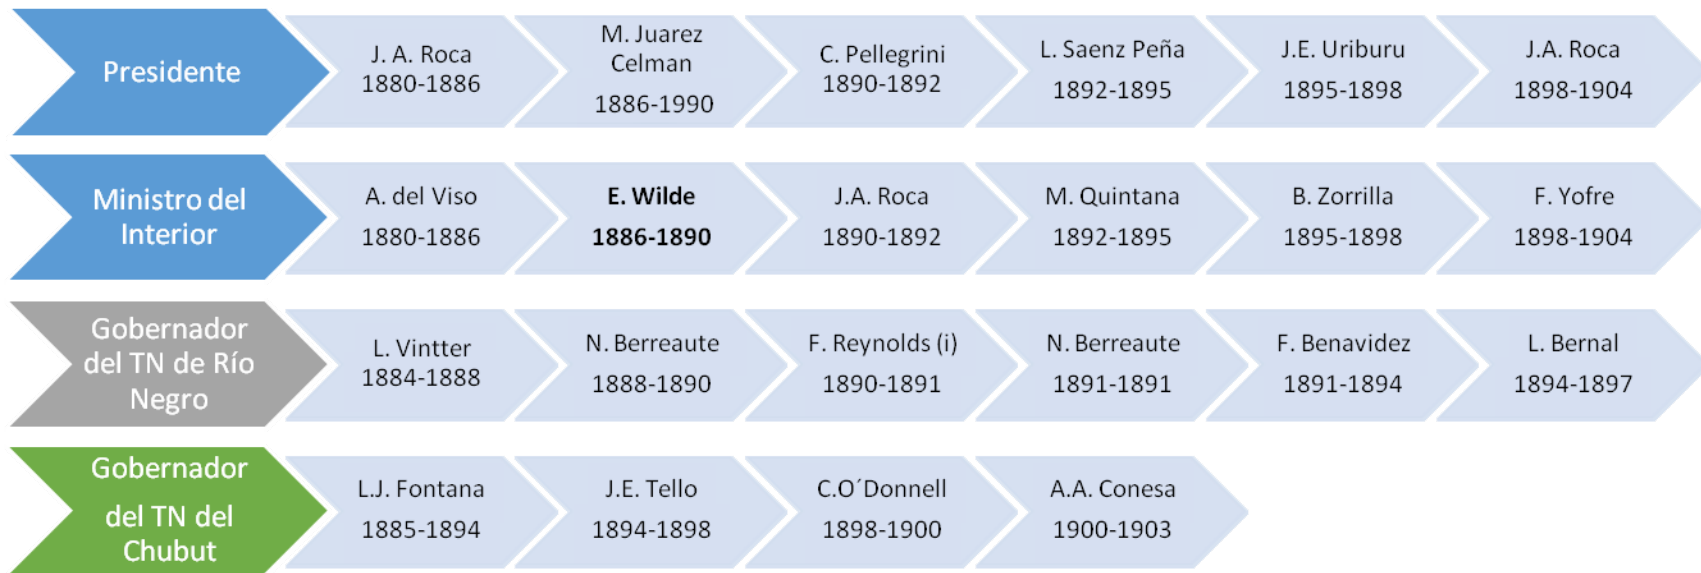 Presidente
J. A. Roca
1880-1886
M. Juarez
Celman
1886-1990
C. Pellegrini
1890-1892
L. Saenz Peña
1892-1895
J.E. Uriburu
1895-1898
J.A. Roca
1898-1904
Ministro del
Interior
A. del Viso
1880-1886
E. Wilde
1886-1890
J.A. Roca
1890-1892
M. Quintana
1892-1895
B. Zorrilla
1895-1898
F. Yofre
1898-1904
Gobernador
del TN de Río
Negro
L. Vintter
1884-1888
N. Berreaute
1888-1890
F. Reynolds (i)
1890-1891
N. Berreaute
1891-1891
F. Benavidez
1891-1894
L. Bernal
1894-1897
Gobernador
del TN del
Chubut
L.J. Fontana
1885-1894
J.E. Tello
1894-1898
C.O´Donnell
1898-1900
A.A. Conesa
1900-1903